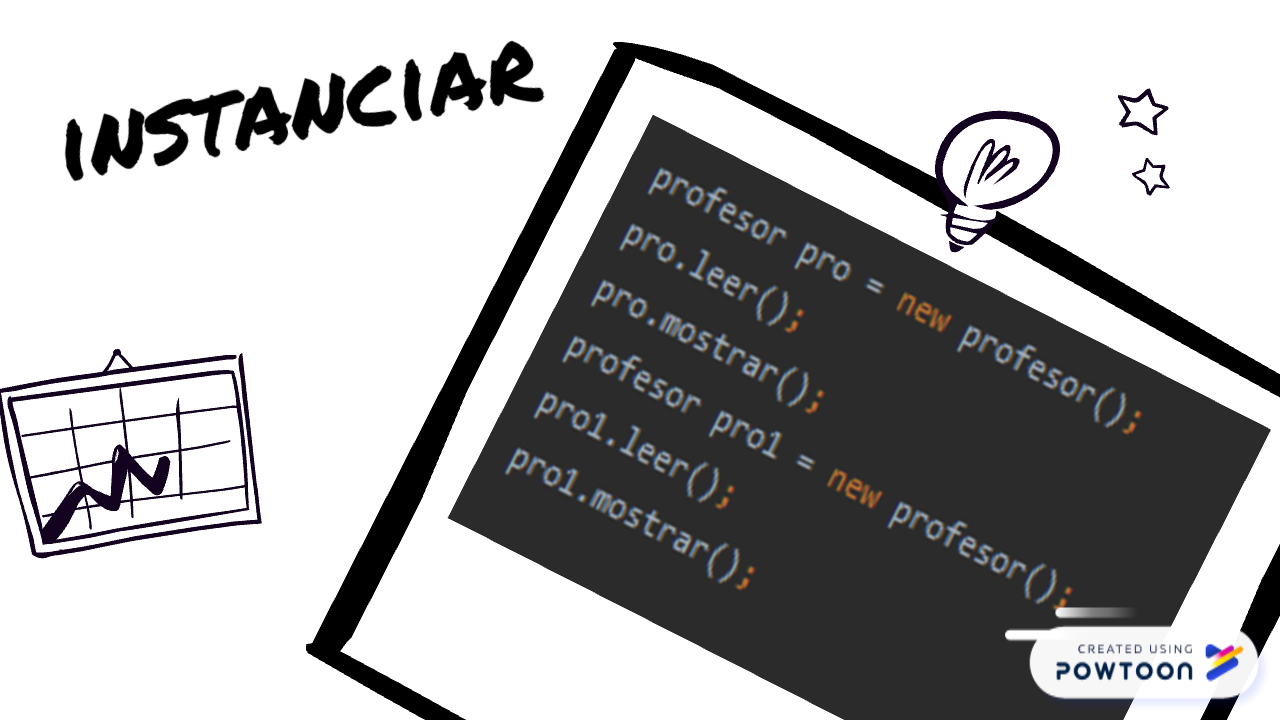 INSTANCIAR
profesor pro = new profesor();
pro.leer();
pro.mostrar();
profesor pro1 = new profesor();
pro1.leer();
pro1.mostrar();
CREATED USING
POWTOON